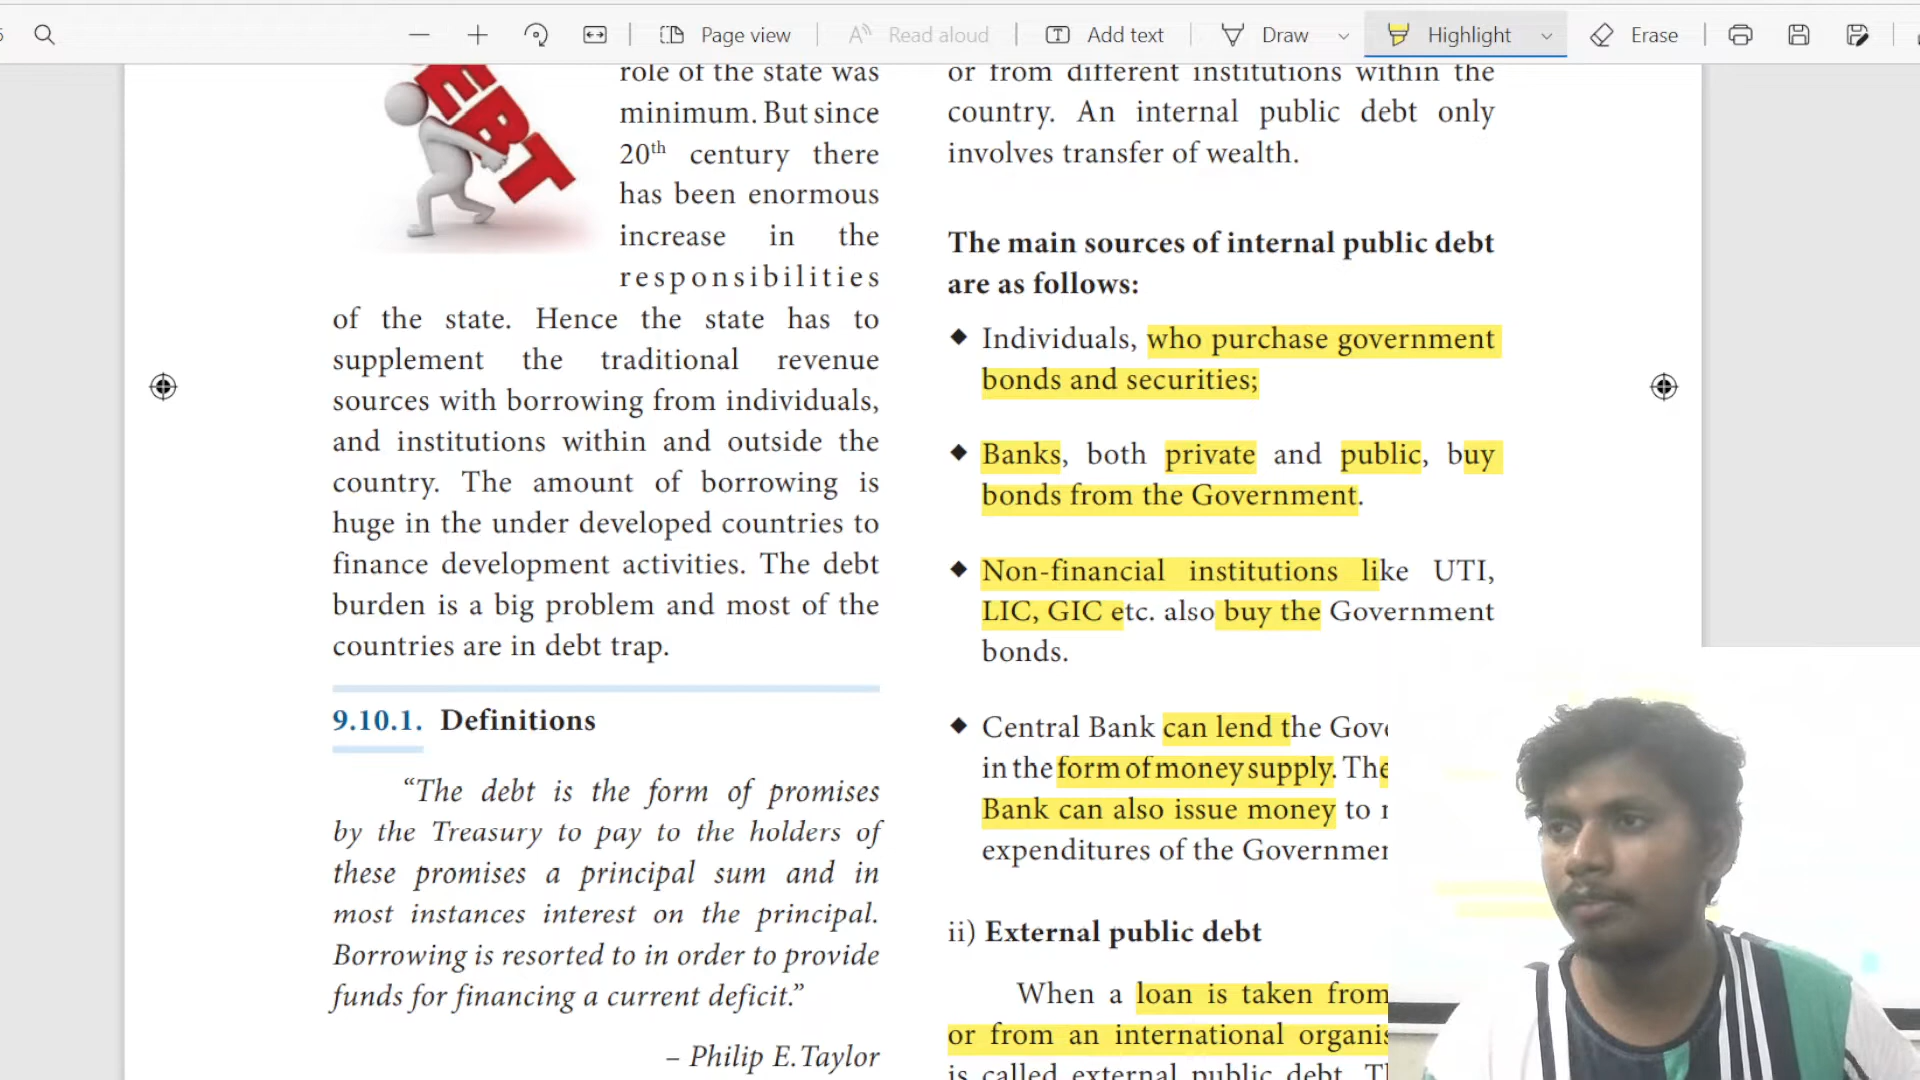 Page view
Read aloud
Add text
Draw
Highlight
Erase
EBT
role of the state was
minimum. But since
20th century there
has been enormous
increase in the
responsibilities
of the state. Hence the state has to
supplement the traditional revenue
sources with borrowing from individuals,
and institutions within and outside the
country. The amount of borrowing is
huge in the under developed countries to
finance development activities. The debt
burden is a big problem and most of the
countries are in debt trap.
9.10.1. Definitions
“The debt is the form of promises
by the Treasury to pay to the holders of
these promises a principal sum and in
most instances interest on the principal.
Borrowing is resorted to in order to provide
funds for financing a current deficit.”
– Philip E.Taylor
or from different institutions within the
country. An internal public debt only
involves transfer of wealth.
The main sources of internal public debt
are as follows:
◆ Individuals, who purchase government
bonds and securities;
◆ Banks, both private and public, buy
bonds from the Government.
◆ Non-financial institutions like UTI,
LIC, GIC etc. also buy the Government
bonds.
◆ Central Bank can lend the
in the form of money supply. The
Bank can also issue money to
expenditures of the
ii) External public debt
When a loan is taken from
or from an international
is called external public debt.